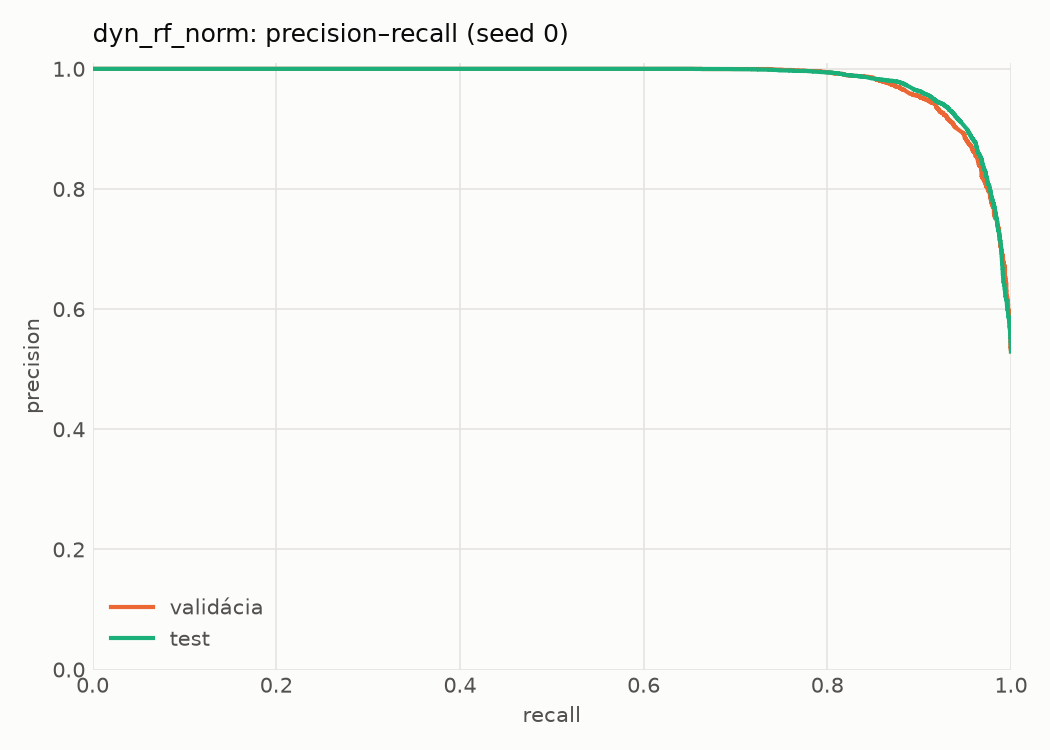 dyn_rf_norm: precision–recall (seed 0)
1.0
0.8
0.6
0.4
0.2
0.0
precision
validácia
test
0.0 0.2 0.4 0.6 0.8 1.0
recall